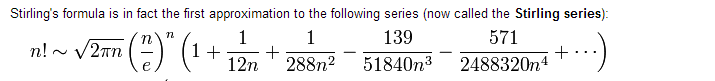 Stirling's formula is in fact the first approximation to the following series (now called the Stirling series):
n! ∼ √(2πn) (n/e)ⁿ (1 + 1/(12n) + 1/(288n²) − 139/(51840n³) − 571/(2488320n⁴) + ⋯)